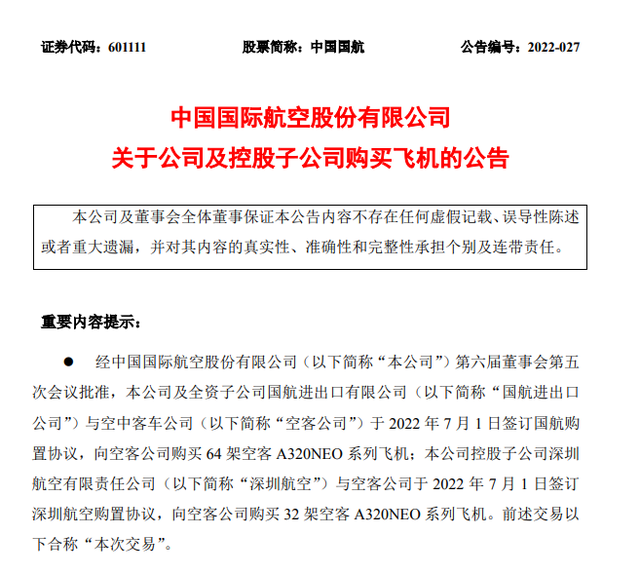 证券代码：601111 股票简称：中国国航 公告编号：2022-027
中国国际航空股份有限公司
关于公司及控股子公司购买飞机的公告
本公司及董事会全体董事保证本公告内容不存在任何虚假记载、误导性陈述
或者重大遗漏，并对其内容的真实性、准确性和完整性承担个别及连带责任。
重要内容提示：
● 经中国国际航空股份有限公司（以下简称“本公司”）第六届董事会第五
次会议批准，本公司及全资子公司国航进出口有限公司（以下简称“国航进出口
公司”）与空中客车公司（以下简称“空客公司”）于 2022 年 7 月 1 日签订国航购
置协议，向空客公司购买 64 架空客 A320NEO 系列飞机；本公司控股子公司深圳
航空有限责任公司（以下简称“深圳航空”）与空客公司于 2022 年 7 月 1 日签订
深圳航空购置协议，向空客公司购买 32 架空客 A320NEO 系列飞机。前述交易以
下合称“本次交易”。